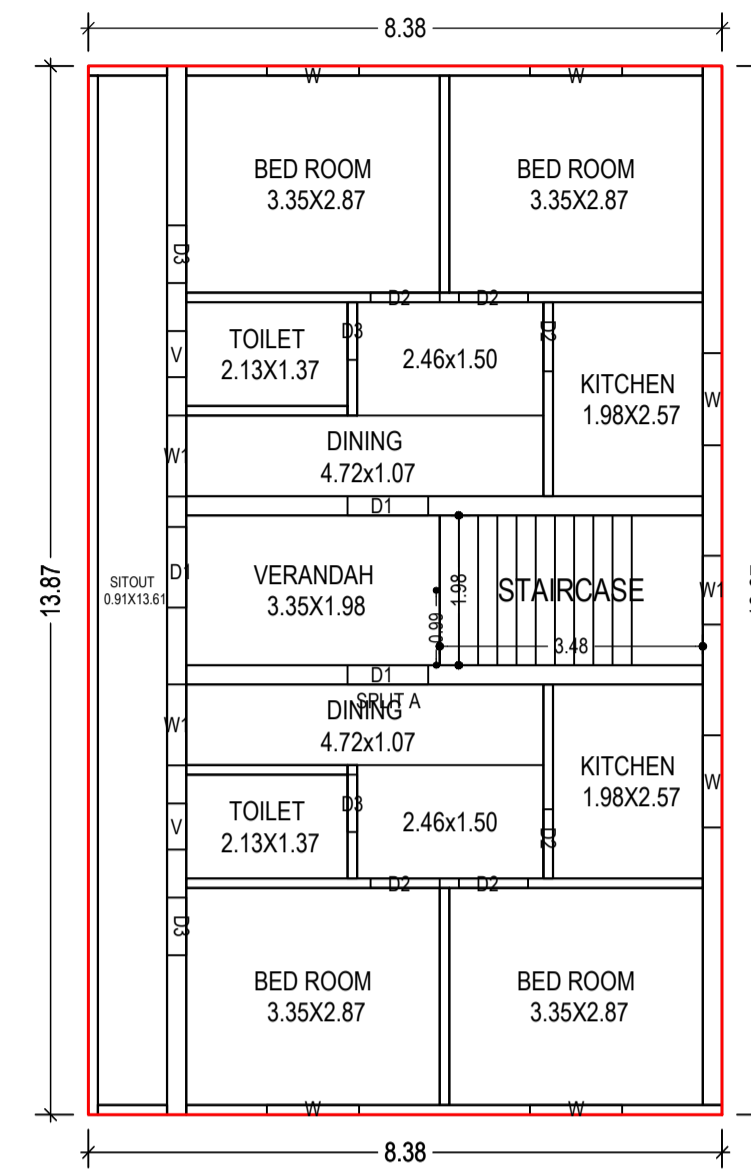 8.38
W
W
BED ROOM
3.35X2.87
BED ROOM
3.35X2.87
D3
D2
D2
TOILET
2.13X1.37
D3
2.46x1.50
D2
V
KITCHEN
1.98X2.57
W
DINING
4.72x1.07
W1
D1
13.87
SITOUT
0.91X13.61
D1
VERANDAH
3.35X1.98
0.99
1.98
STAIRCASE
3.48
W1
D1
SPLIT A
DINING
4.72x1.07
W1
KITCHEN
1.98X2.57
W
TOILET
2.13X1.37
V
D3
2.46x1.50
D2
D2
D2
D3
BED ROOM
3.35X2.87
BED ROOM
3.35X2.87
W
W
8.38